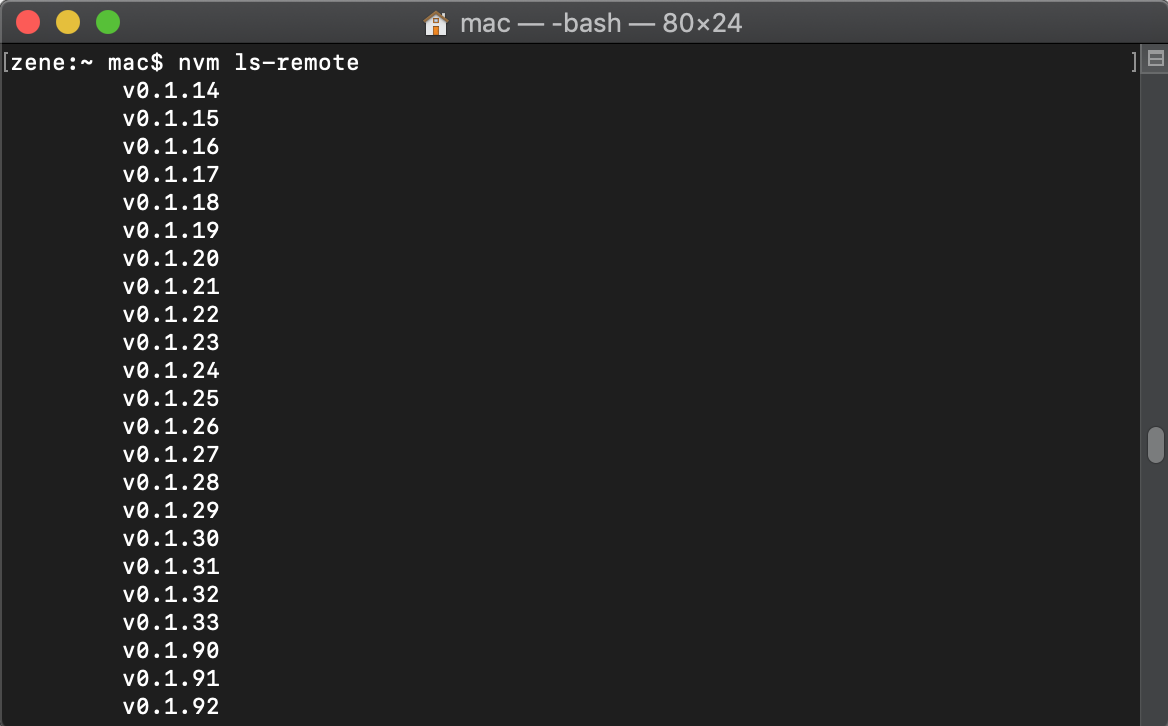 mac — -bash — 80×24
[zene:~ mac$ nvm ls-remote ]
v0.1.14
v0.1.15
v0.1.16
v0.1.17
v0.1.18
v0.1.19
v0.1.20
v0.1.21
v0.1.22
v0.1.23
v0.1.24
v0.1.25
v0.1.26
v0.1.27
v0.1.28
v0.1.29
v0.1.30
v0.1.31
v0.1.32
v0.1.33
v0.1.90
v0.1.91
v0.1.92